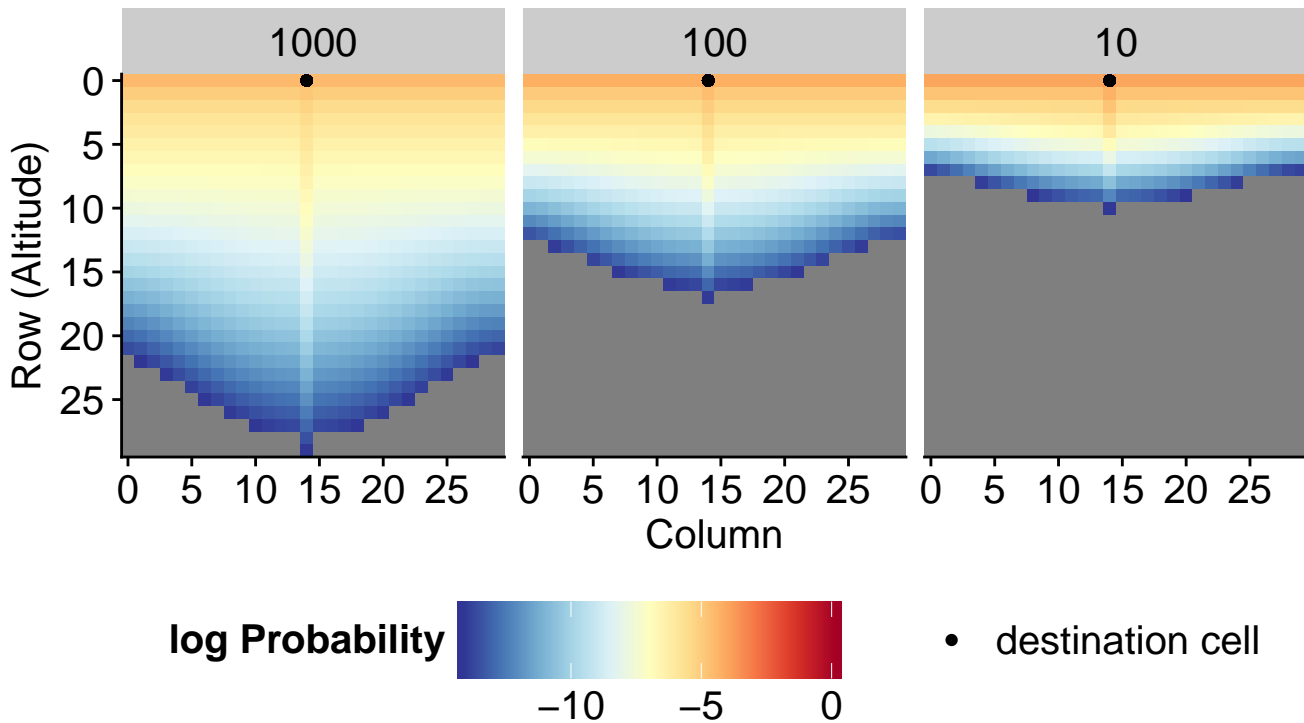 1000 100 10
Row (Altitude)
0
5
10
15
20
25
0 5 10 15 20 25 0 5 10 15 20 25 0 5 10 15 20 25
Column
log Probability
−10 −5 0
destination cell